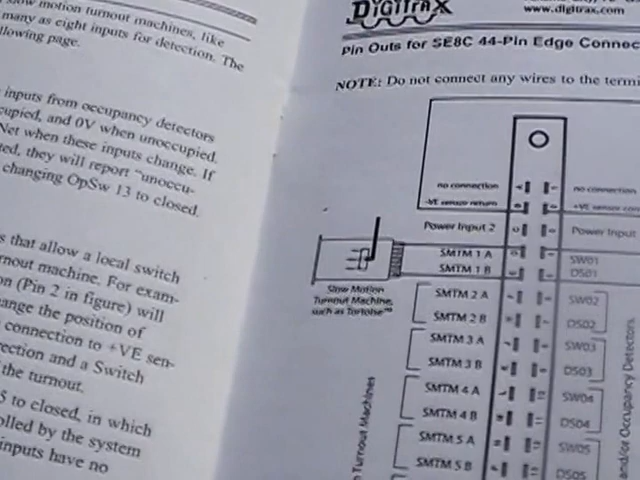 slow motion turnout machines, like
many as eight inputs for detection. The
llowing page.
inputs from occupancy detectors
cupied, and 0V when unoccupied.
Net when these inputs change. If
ted, they will report "unoccu-
changing OpSw 13 to closed.
s that allow a local switch
rnout machine. For exam-
on (Pin 2 in figure) will
ange the position of
connection to +VE sen-
rection and a Switch
the turnout.
S to closed, in which
olled by the system
inputs have no
DIGITRAX
www.digitrax.com
Pin Outs for SE8C 44-Pin Edge Connec
NOTE: Do not connect any wires to the termi
no connection
no connection
-VE sensor return
+VE sensor com
Power Input 2
Power Input
SMTM 1 A
SW01
SMTM 1 B
DS01
Slow Motion
Turnout Machine,
such as Tortoise™
SMTM 2 A
SW02
SMTM 2 B
DS02
SMTM 3 A
SW03
SMTM 3 B
DS03
SMTM 4 A
SW04
SMTM 4 B
DS04
SMTM 5 A
SW05
SMTM 5 B
DS05
n Turnout Machines
and/or Occupancy Detectors